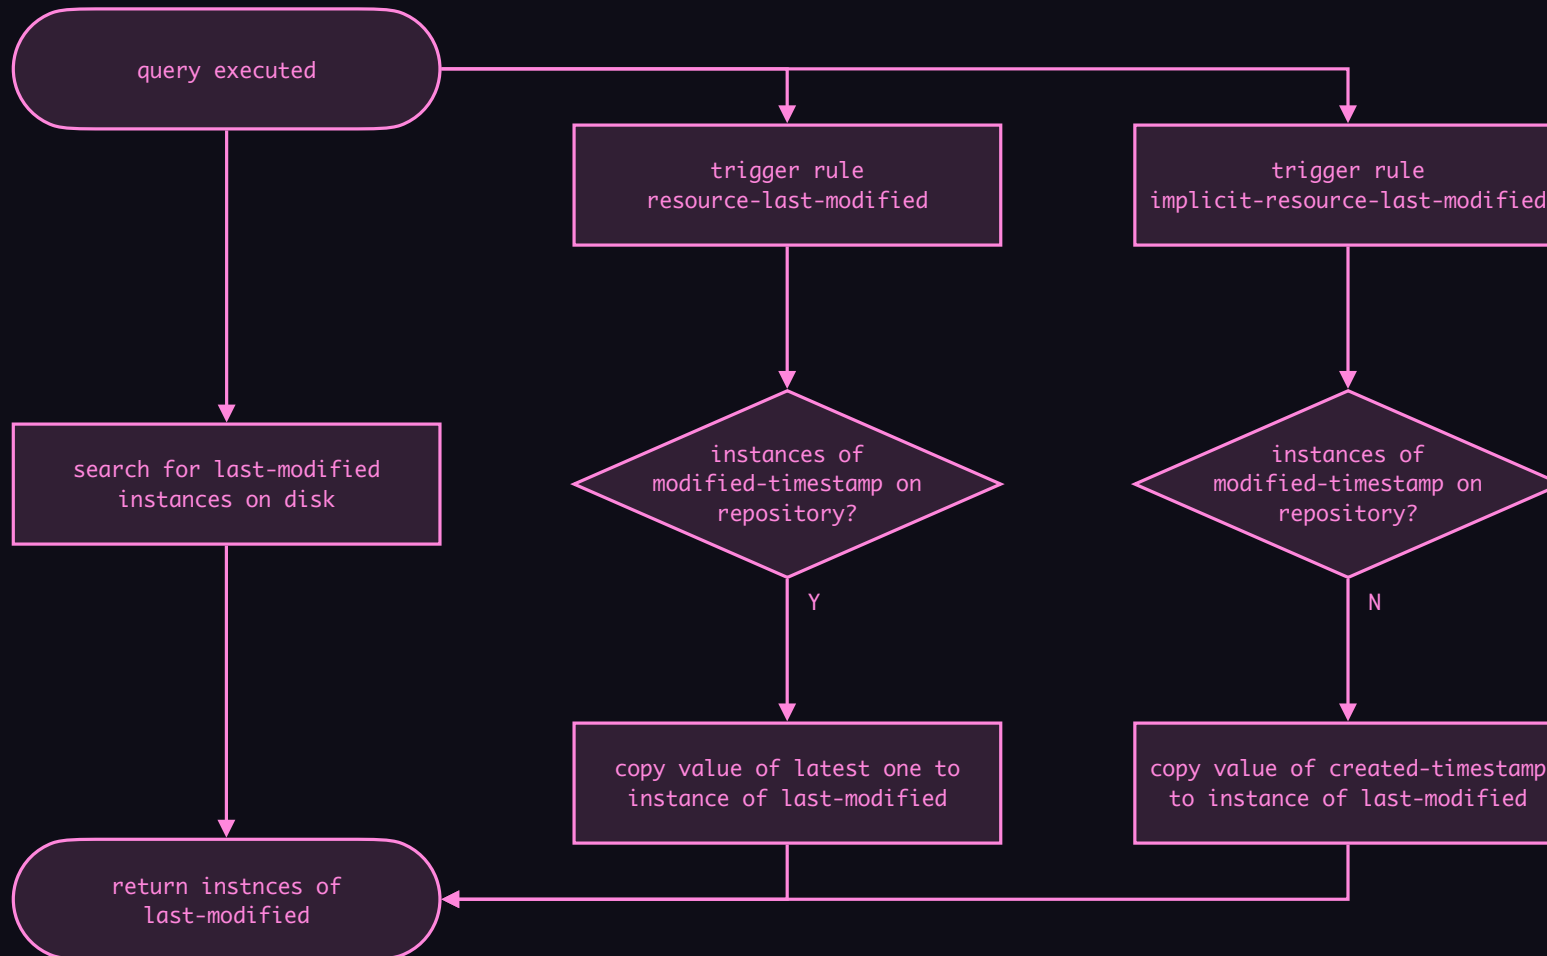 query executed
trigger rule
resource-last-modified
trigger rule
implicit-resource-last-modified
search for last-modified
instances on disk
instances of
modified-timestamp on
repository?
instances of
modified-timestamp on
repository?
Y
N
copy value of latest one to
instance of last-modified
copy value of created-timestamp
to instance of last-modified
return instnces of
last-modified